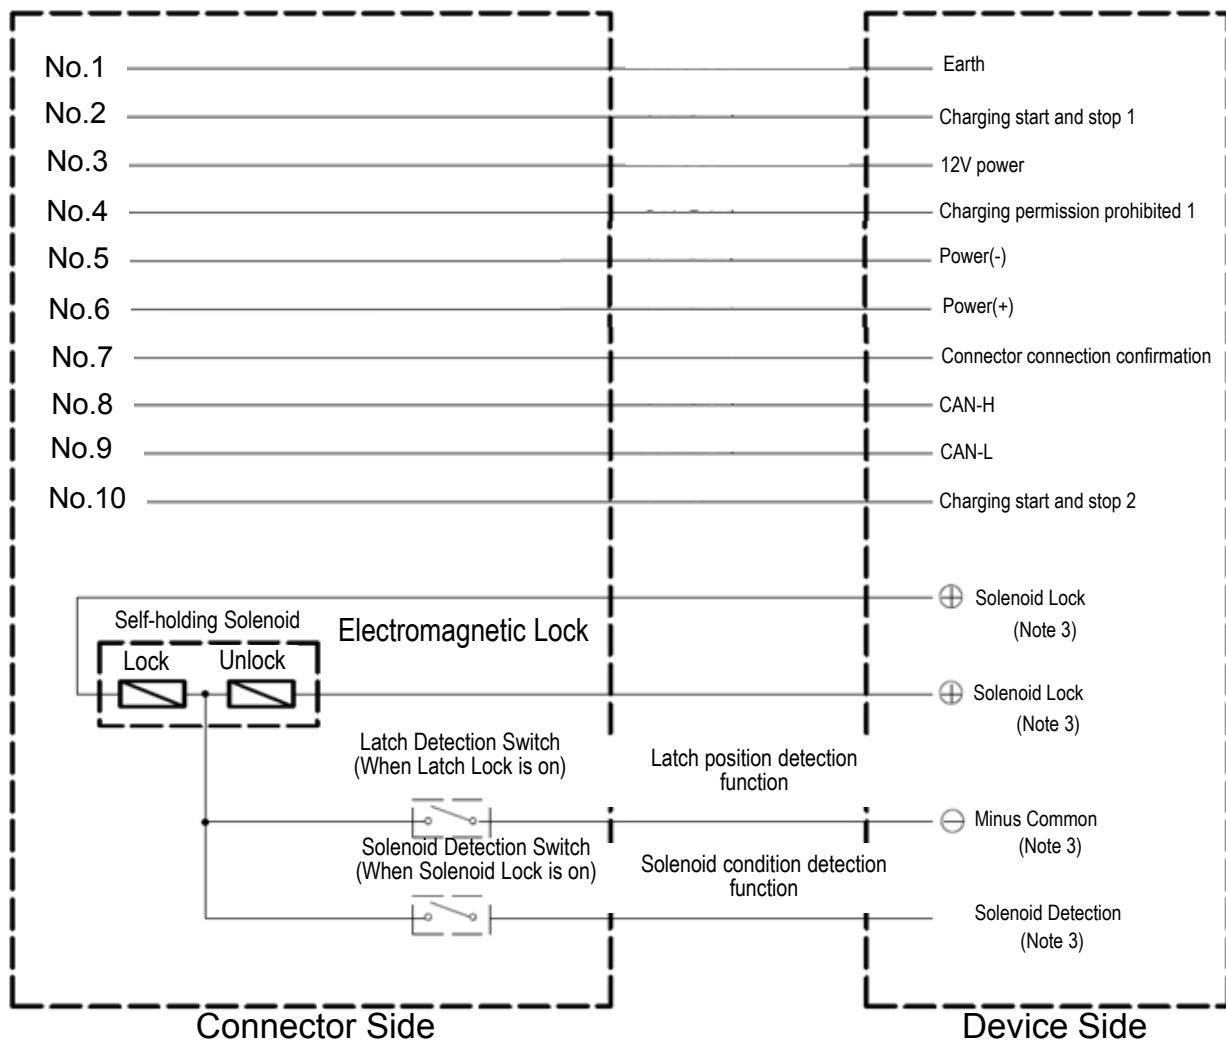 No.1
Earth
No.2
Charging start and stop 1
No.3
12V power
No.4
Charging permission prohibited 1
No.5
Power(-)
No.6
Power(+)
No.7
Connector connection confirmation
No.8
CAN-H
No.9
CAN-L
No.10
Charging start and stop 2
Solenoid Lock
(Note 3)
Self-holding Solenoid
Electromagnetic Lock
Lock
Unlock
Solenoid Lock
(Note 3)
Latch Detection Switch
(When Latch Lock is on)
Latch position detection
function
Minus Common
(Note 3)
Solenoid Detection Switch
(When Solenoid Lock is on)
Solenoid condition detection
function
Solenoid Detection
(Note 3)
Connector Side
Device Side